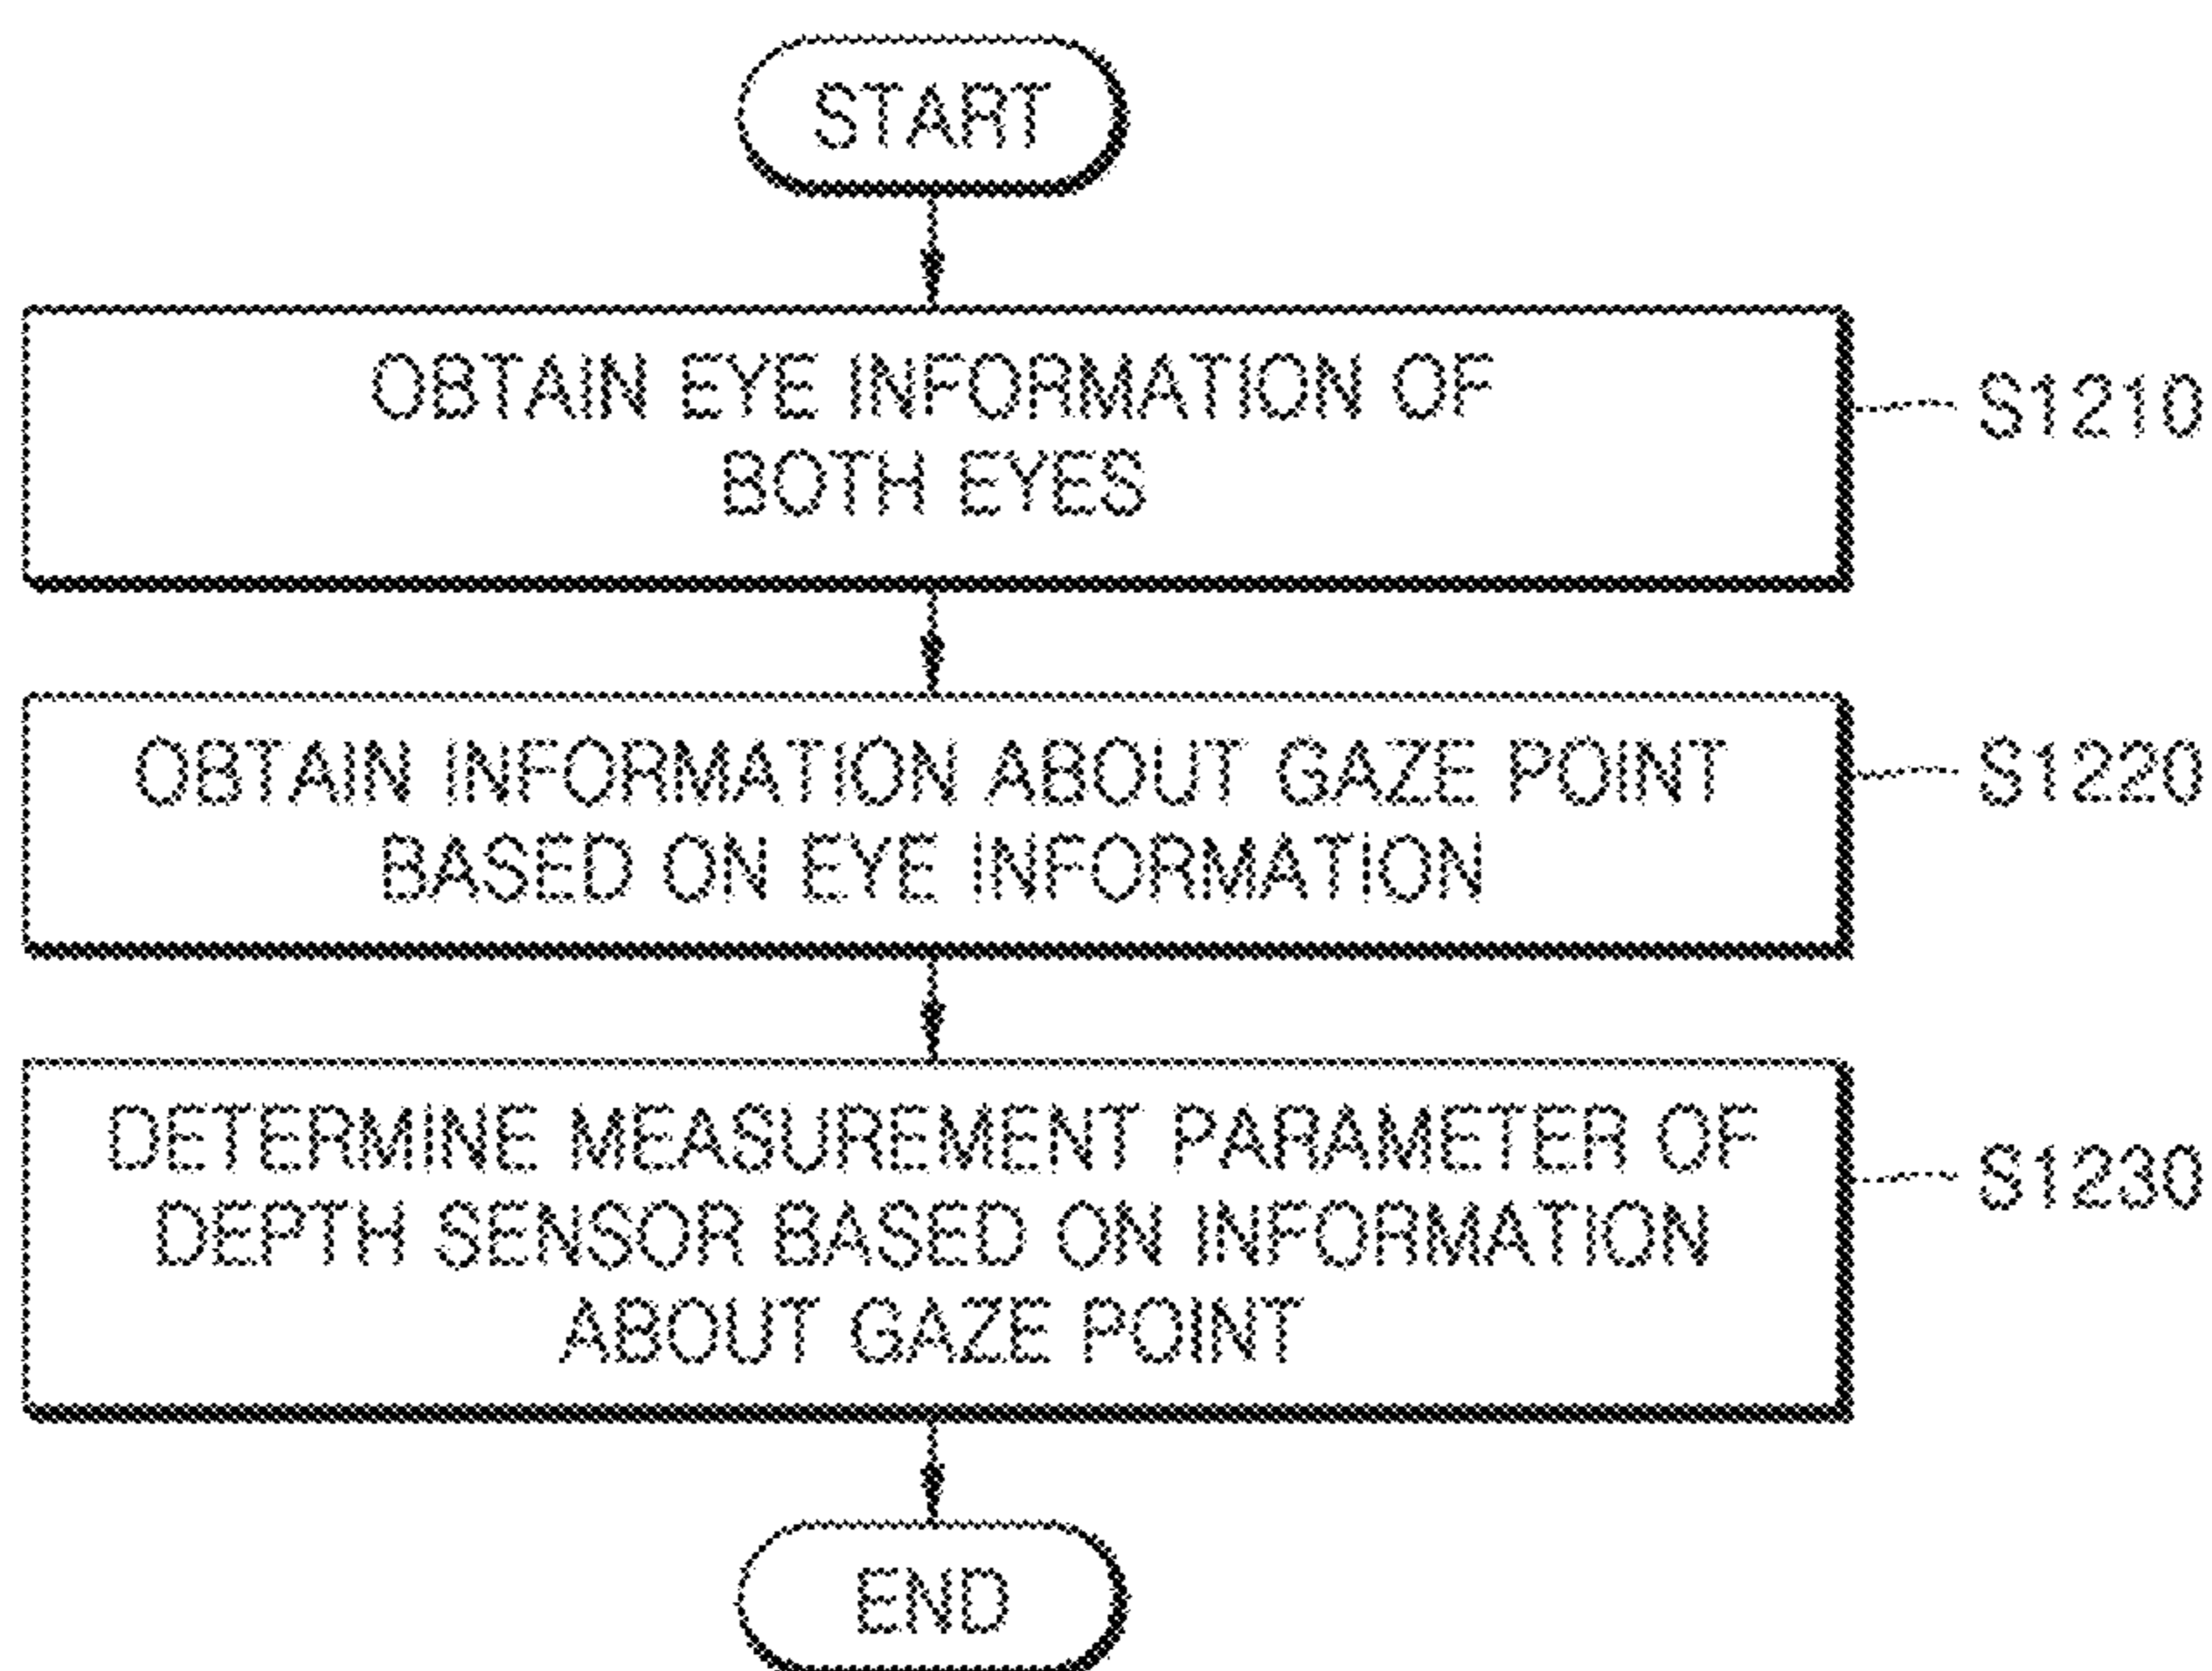 START
OBTAIN EYE INFORMATION OF
BOTH EYES
S1210
OBTAIN INFORMATION ABOUT GAZE POINT
BASED ON EYE INFORMATION
S1220
DETERMINE MEASUREMENT PARAMETER OF
DEPTH SENSOR BASED ON INFORMATION
ABOUT GAZE POINT
S1230
END